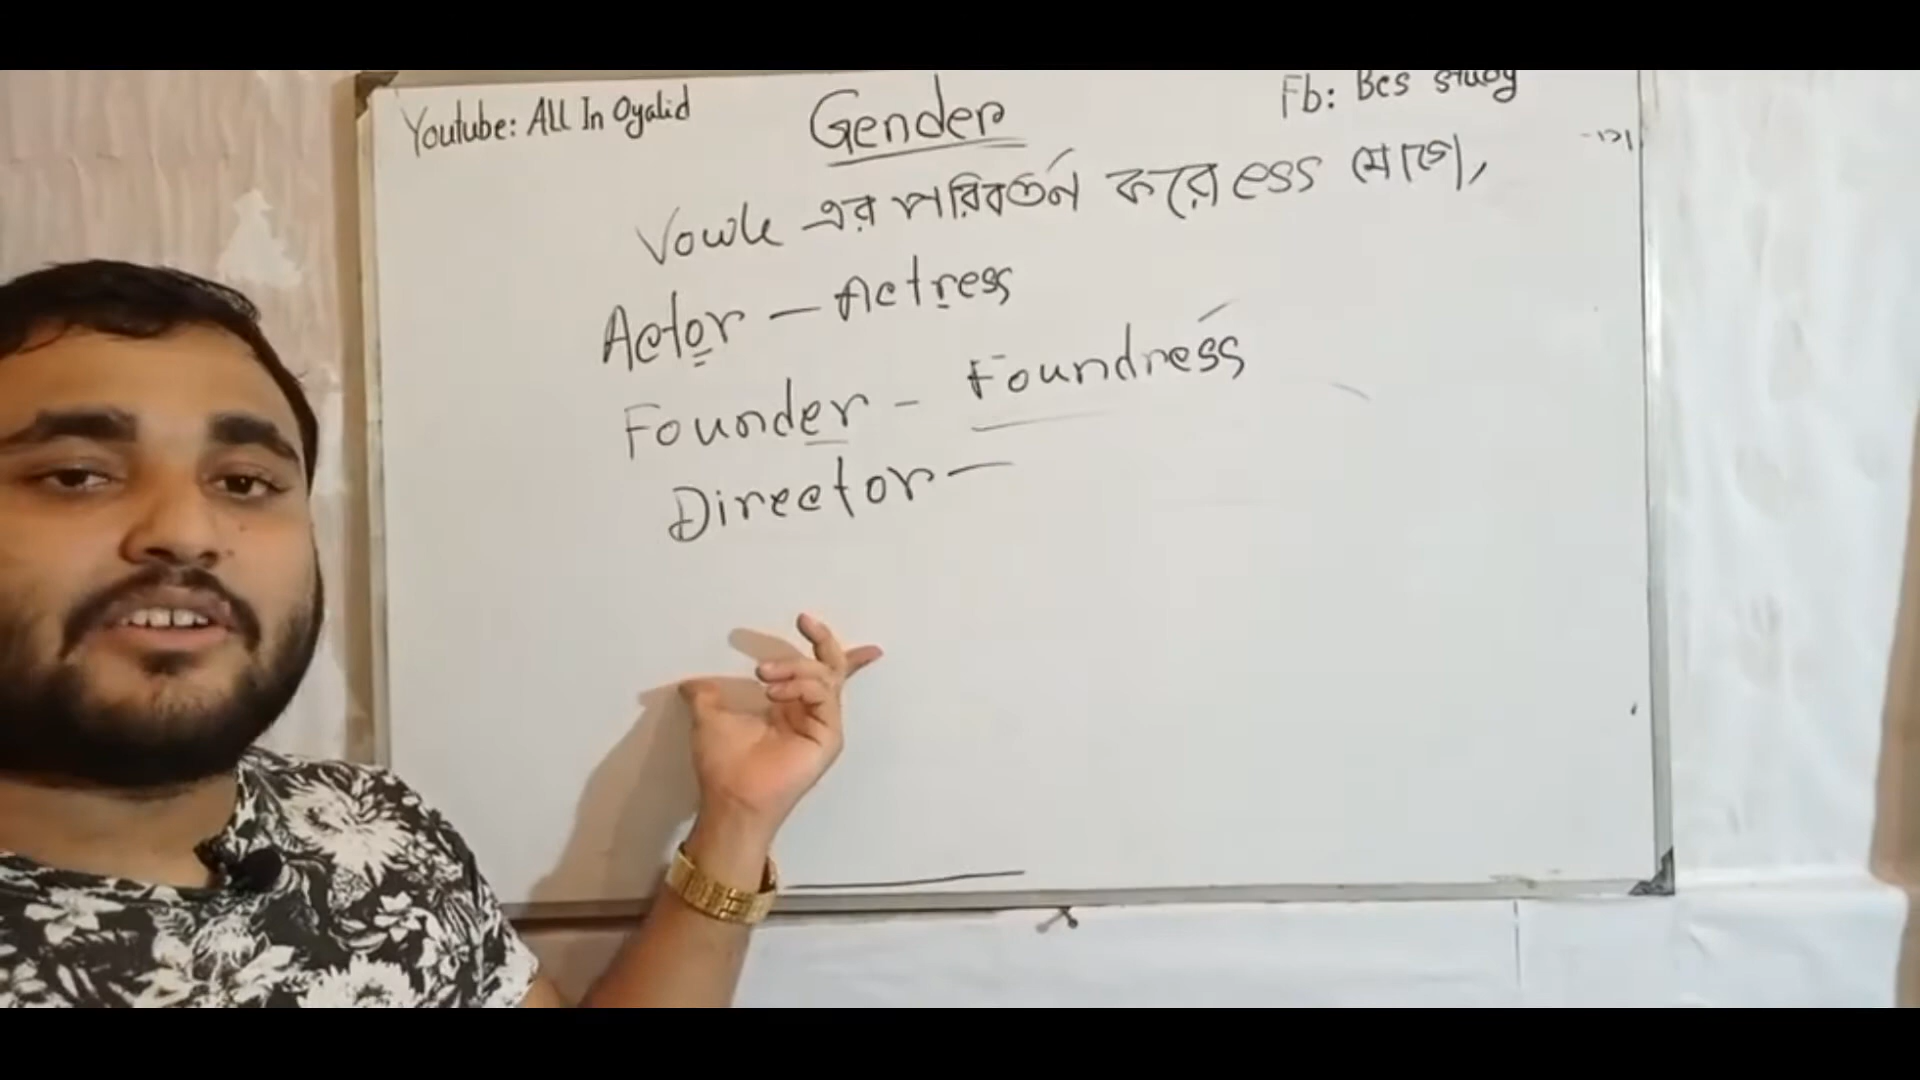 Youtube: All In Oyalid
Gender
Fb: Bcs study
Vowle এর পরিবর্তন করে ess যোগে,
Actor — Actress
Founder - Foundress
Director —